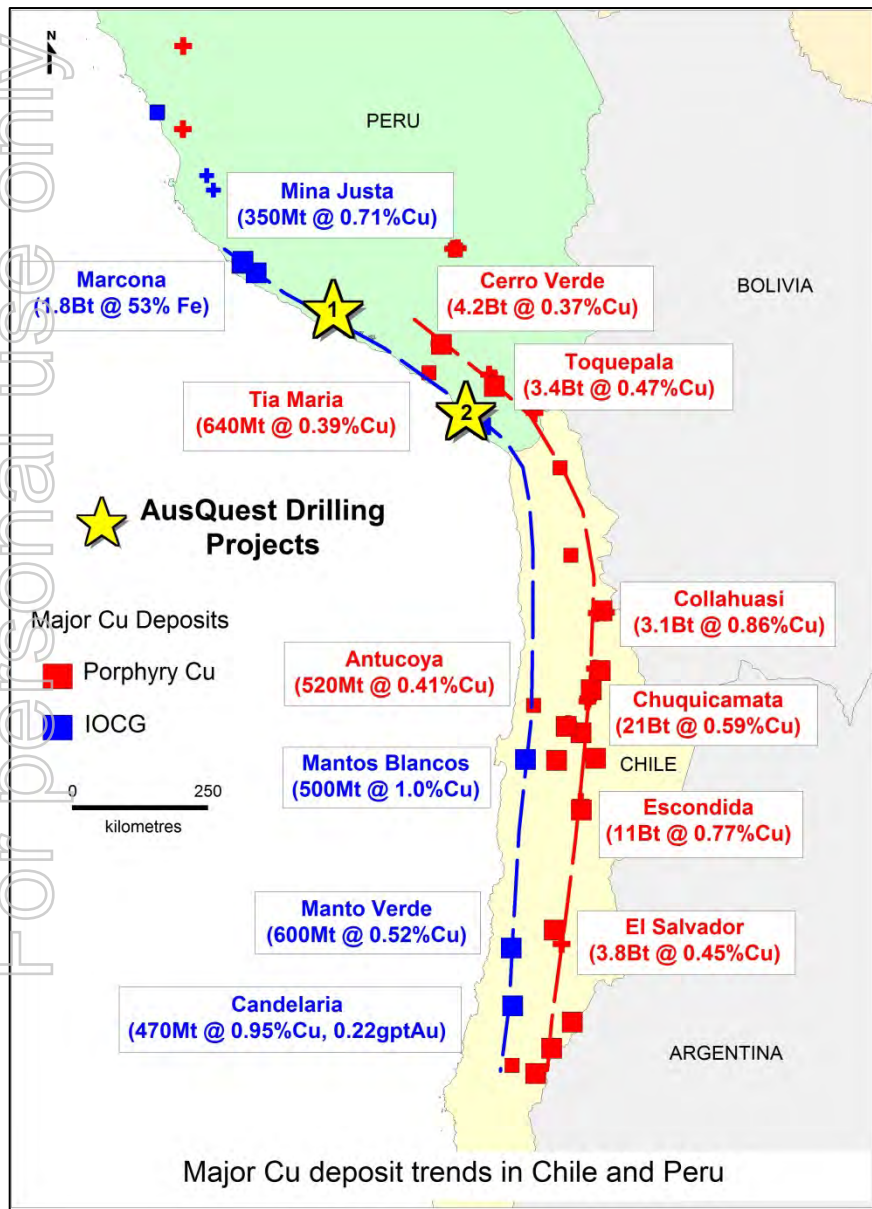 For personal use only
N
PERU
Mina Justa
(350Mt @ 0.71%Cu)
Marcona
(1.8Bt @ 53% Fe)
1
Cerro Verde
(4.2Bt @ 0.37%Cu)
BOLIVIA
Toquepala
(3.4Bt @ 0.47%Cu)
Tia Maria
(640Mt @ 0.39%Cu)
2
AusQuest Drilling
Projects
Major Cu Deposits
Porphyry Cu
IOCG
0 250
kilometres
Collahuasi
(3.1Bt @ 0.86%Cu)
Antucoya
(520Mt @ 0.41%Cu)
Chuquicamata
(21Bt @ 0.59%Cu)
Mantos Blancos
(500Mt @ 1.0%Cu)
CHILE
Escondida
(11Bt @ 0.77%Cu)
Manto Verde
(600Mt @ 0.52%Cu)
El Salvador
(3.8Bt @ 0.45%Cu)
Candelaria
(470Mt @ 0.95%Cu, 0.22gptAu)
ARGENTINA
Major Cu deposit trends in Chile and Peru